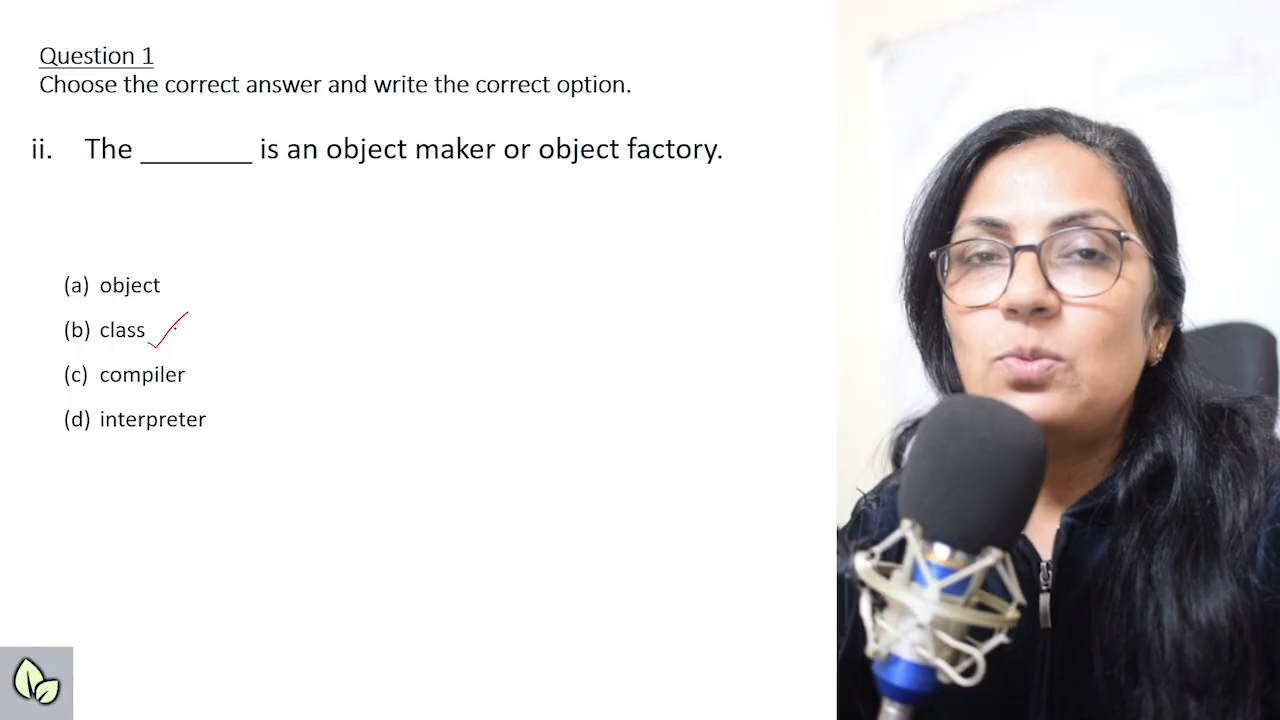 Question 1
Choose the correct answer and write the correct option.
ii. The ________ is an object maker or object factory.
(a) object
(b) class
(c) compiler
(d) interpreter